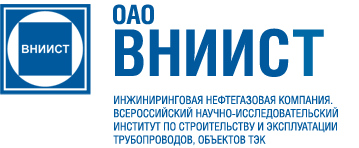 ВНИИСТ
ОАО
ВНИИСТ
ИНЖИНИРИНГОВАЯ НЕФТЕГАЗОВАЯ КОМПАНИЯ.
ВСЕРОССИЙСКИЙ НАУЧНО-ИССЛЕДОВАТЕЛЬСКИЙ
ИНСТИТУТ ПО СТРОИТЕЛЬСТВУ И ЭКСПЛУАТАЦИИ
ТРУБОПРОВОДОВ, ОБЪЕКТОВ ТЭК